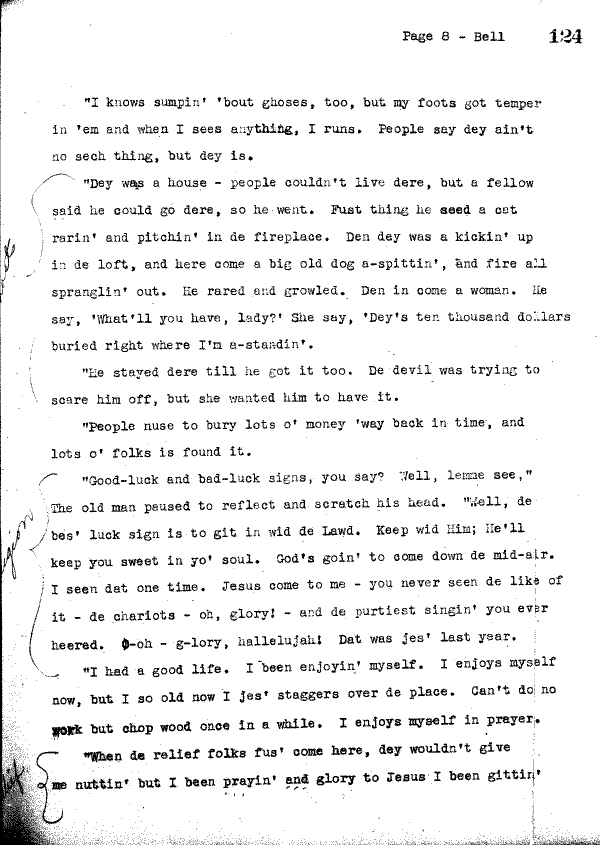 Page 8 - Bell 124
"I knows sumpin' 'bout ghoses, too, but my foots got temper
in 'em and when I sees anything, I runs. People say dey ain't
no sech thing, but dey is.
"Dey was a house - people couldn't live dere, but a fellow
said he could go dere, so he went. Fust thing he seed a cat
rarin' and pitchin' in de fireplace. Den dey was a kickin' up
in de loft, and here come a big old dog a-spittin', and fire all
spranglin' out. He rared and growled. Den in come a woman. He
say, 'What'll you have, lady?' She say, 'Dey's ten thousand dollars
buried right where I'm a-standin'.
"He stayed dere till he got it too. De devil was trying to
scare him off, but she wanted him to have it.
"People nuse to bury lots o' money 'way back in time, and
lots o' folks is found it.
"Good-luck and bad-luck signs, you say? Well, lemme see,"
The old man paused to reflect and scratch his head. "Well, de
bes' luck sign is to git in wid de Lawd. Keep wid Him; He'll
keep you sweet in yo' soul. God's goin' to come down de mid-air.
I seen dat one time. Jesus come to me - you never seen de like of
it - de chariots - oh, glory! - and de purtiest singin' you ever
heered. O-oh - g-lory, hallelujah! Dat was jes' last year.
"I had a good life. I been enjoyin' myself. I enjoys myself
now, but I so old now I jes' staggers over de place. Can't do no
work but chop wood once in a while. I enjoys myself in prayer.
"When de relief folks fus' come here, dey wouldn't give
me nuttin' but I been prayin' and glory to Jesus I been gittin'